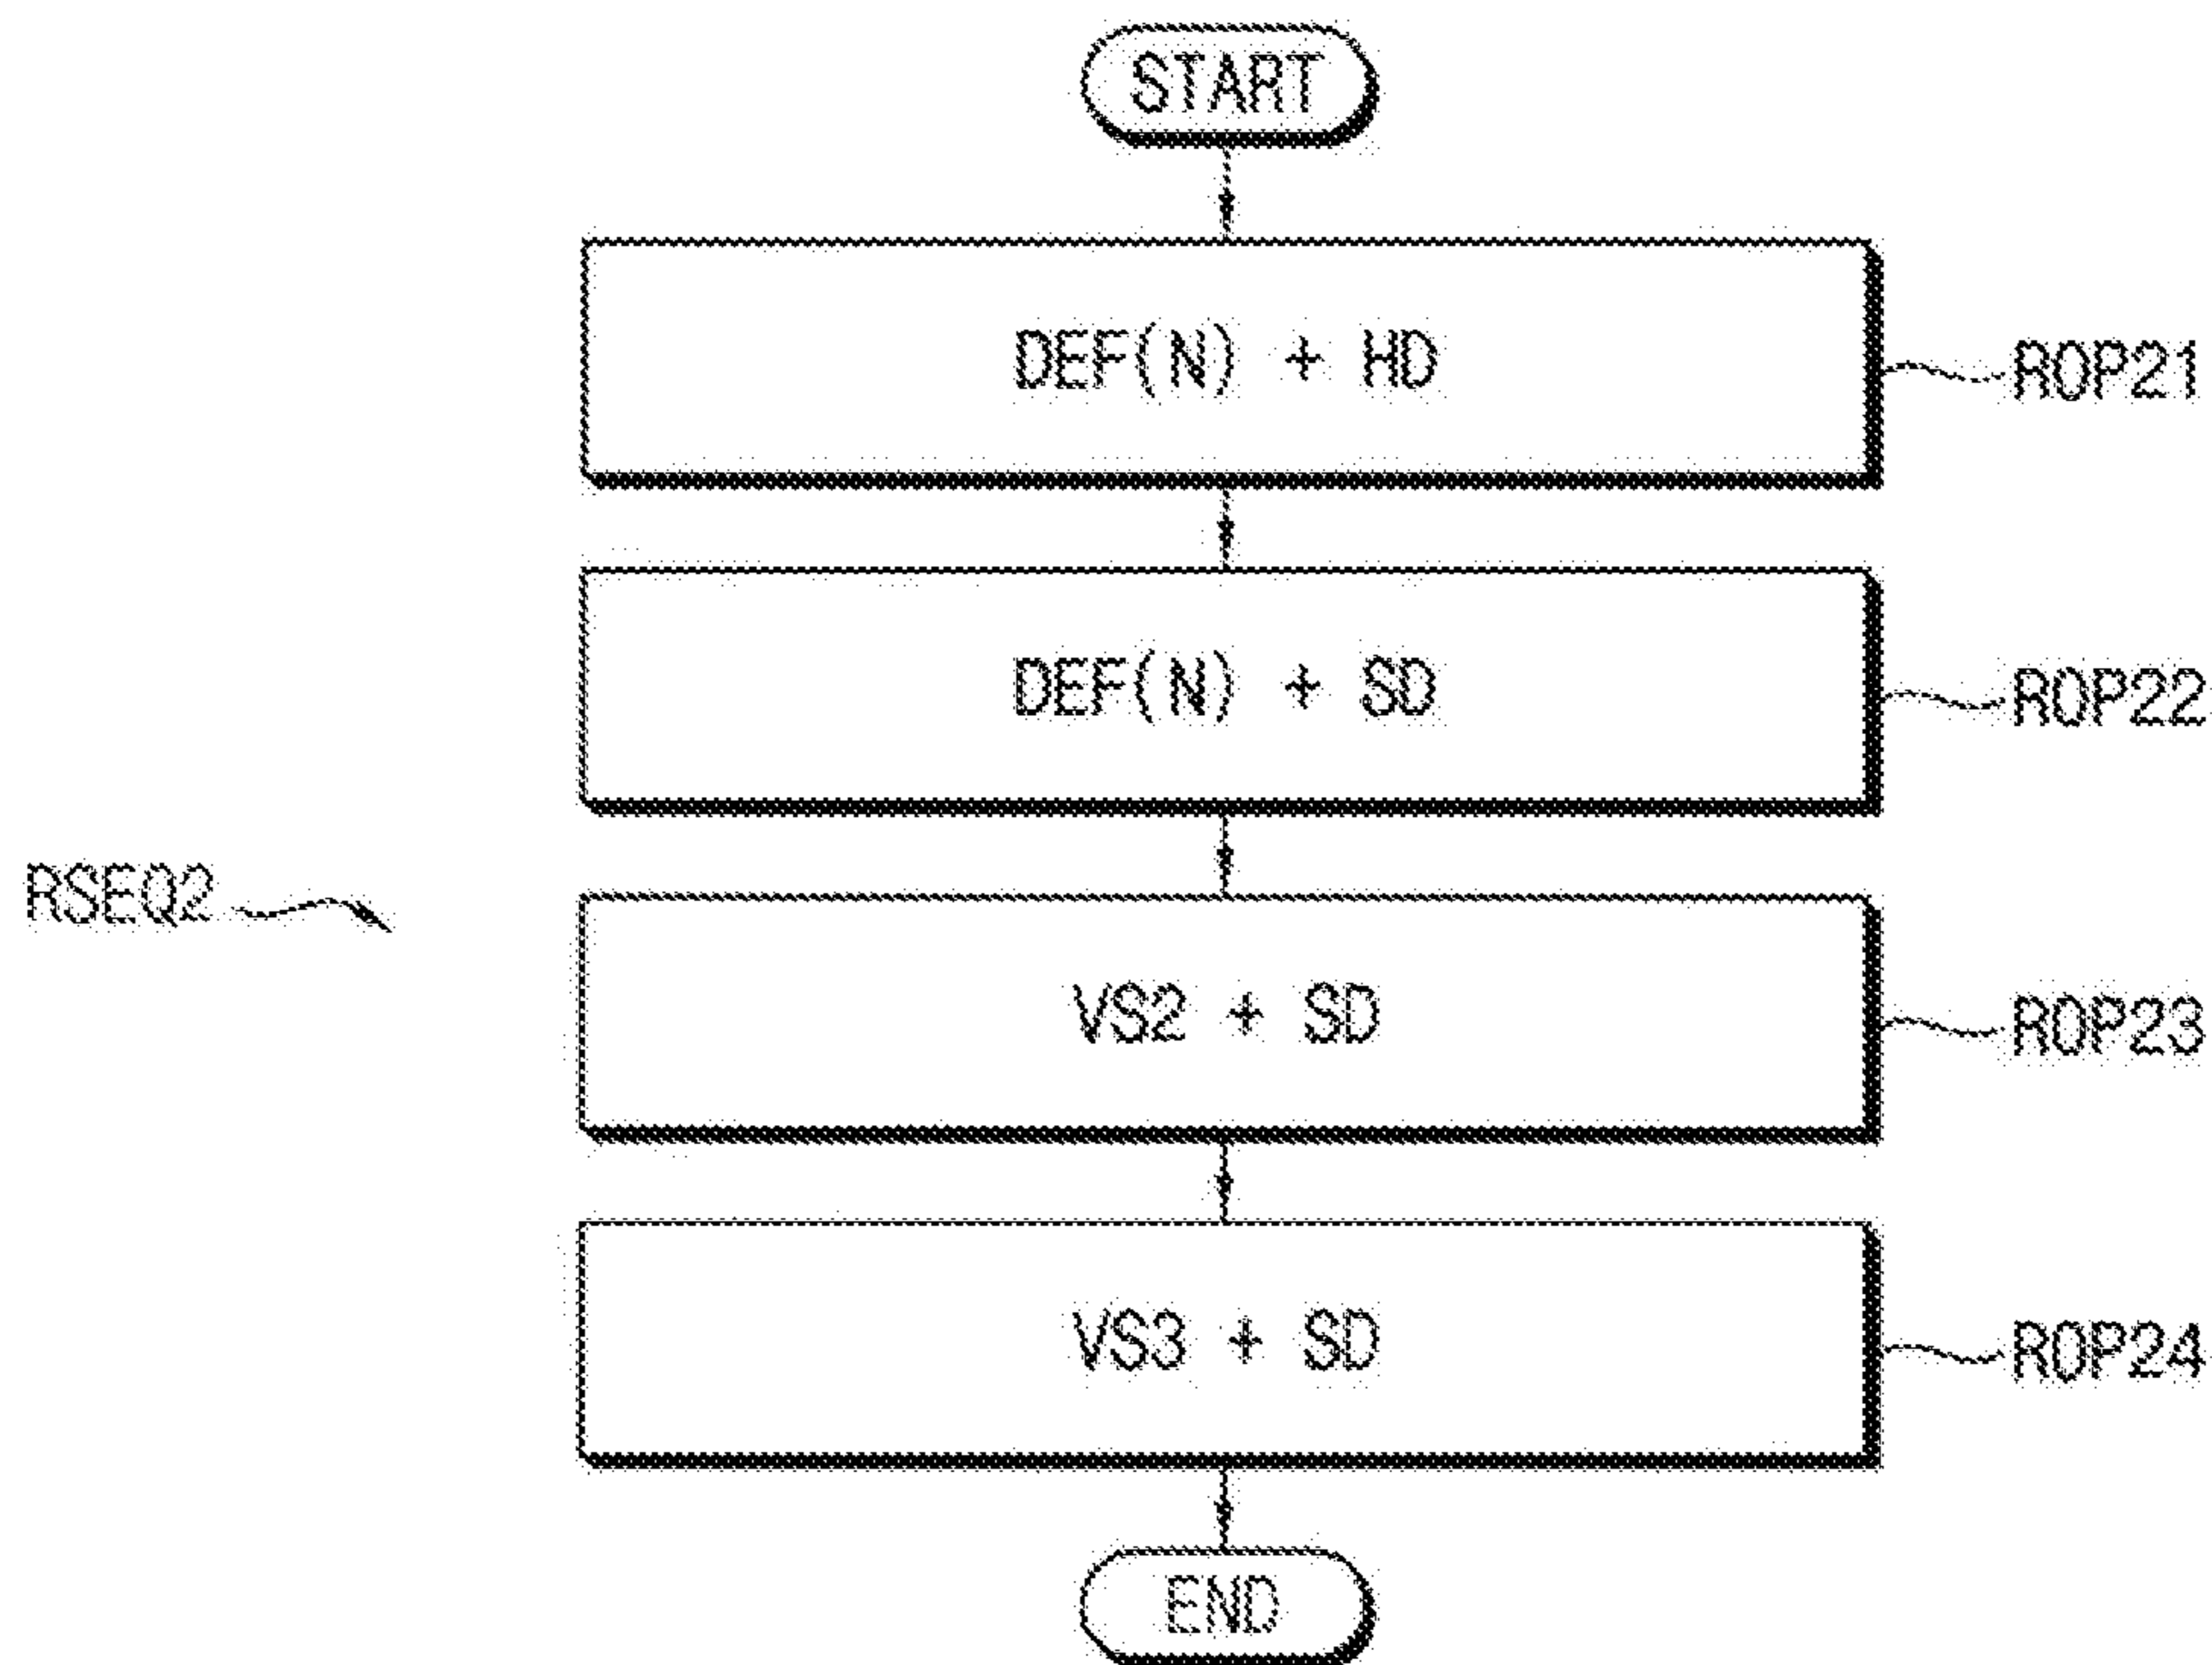 START
DEF(N) + HD
ROP21
DEF(N) + SD
ROP22
RSEQ2
VS2 + SD
ROP23
VS3 + SD
ROP24
END